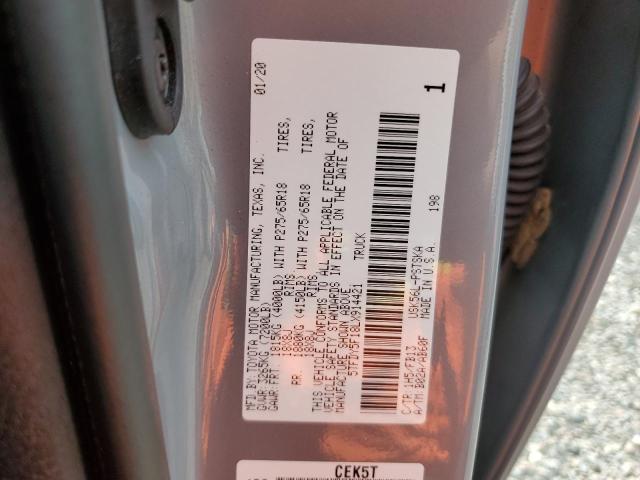 MFD. BY: TOYOTA MOTOR MANUFACTURING, TEXAS, INC. 01/20
GVWR 3265KG (7200LB)
GAWR: FRT. 1815KG (4000LB) WITH P275/65R18 TIRES,
18X8J RIMS
RR. 1880KG (4150LB) WITH P275/65R18 TIRES,
18X8J RIMS
THIS VEHICLE CONFORMS TO ALL APPLICABLE FEDERAL MOTOR
VEHICLE SAFETY STANDARDS IN EFFECT ON THE DATE OF
MANUFACTURE SHOWN ABOVE.
5TFDY5F18LX914421 TRUCK
C/TR: 1H5/FB13 USK56L-PSTSKA
A/TM: B02A/AB60F MADE IN U.S.A. 198
1
CEK5T